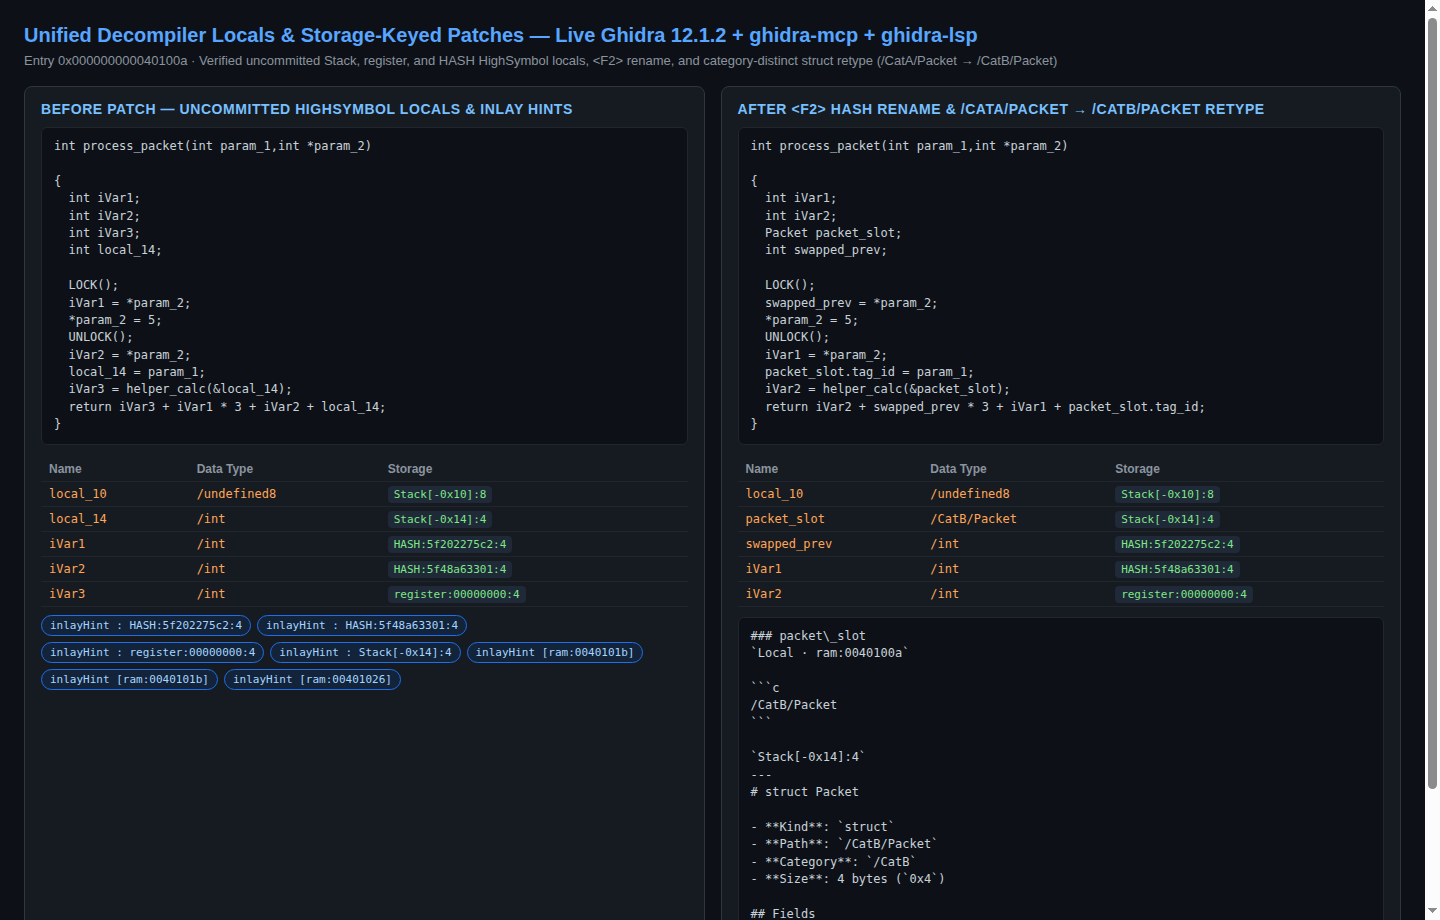 Unified Decompiler Locals & Storage-Keyed Patches — Live Ghidra 12.1.2 + ghidra-mcp + ghidra-lsp
Entry 0x000000000040100a · Verified uncommitted Stack, register, and HASH HighSymbol locals, <F2> rename, and category-distinct struct retype (/CatA/Packet → /CatB/Packet)
BEFORE PATCH — UNCOMMITTED HIGHSYMBOL LOCALS & INLAY HINTS
int process_packet(int param_1,int *param_2)
{
  int iVar1;
  int iVar2;
  int iVar3;
  int local_14;
  LOCK();
  iVar1 = *param_2;
  *param_2 = 5;
  UNLOCK();
  iVar2 = *param_2;
  local_14 = param_1;
  iVar3 = helper_calc(&local_14);
  return iVar3 + iVar1 * 3 + iVar2 + local_14;
}
Name Data Type Storage
local_10 /undefined8 Stack[-0x10]:8
local_14 /int Stack[-0x14]:4
iVar1 /int HASH:5f202275c2:4
iVar2 /int HASH:5f48a63301:4
iVar3 /int register:00000000:4
inlayHint : HASH:5f202275c2:4 inlayHint : HASH:5f48a63301:4
inlayHint : register:00000000:4 inlayHint : Stack[-0x14]:4 inlayHint [ram:0040101b]
inlayHint [ram:0040101b] inlayHint [ram:00401026]
AFTER <F2> HASH RENAME & /CATA/PACKET → /CATB/PACKET RETYPE
int process_packet(int param_1,int *param_2)
{
  int iVar1;
  int iVar2;
  Packet packet_slot;
  int swapped_prev;
  LOCK();
  swapped_prev = *param_2;
  *param_2 = 5;
  UNLOCK();
  iVar1 = *param_2;
  packet_slot.tag_id = param_1;
  iVar2 = helper_calc(&packet_slot);
  return iVar2 + swapped_prev * 3 + iVar1 + packet_slot.tag_id;
}
Name Data Type Storage
local_10 /undefined8 Stack[-0x10]:8
packet_slot /CatB/Packet Stack[-0x14]:4
swapped_prev /int HASH:5f202275c2:4
iVar1 /int HASH:5f48a63301:4
iVar2 /int register:00000000:4
### packet\_slot
`Local · ram:0040100a`
```c
/CatB/Packet
```
`Stack[-0x14]:4`
---
# struct Packet
- **Kind**: `struct`
- **Path**: `/CatB/Packet`
- **Category**: `/CatB`
- **Size**: 4 bytes (`0x4`)
## Fields